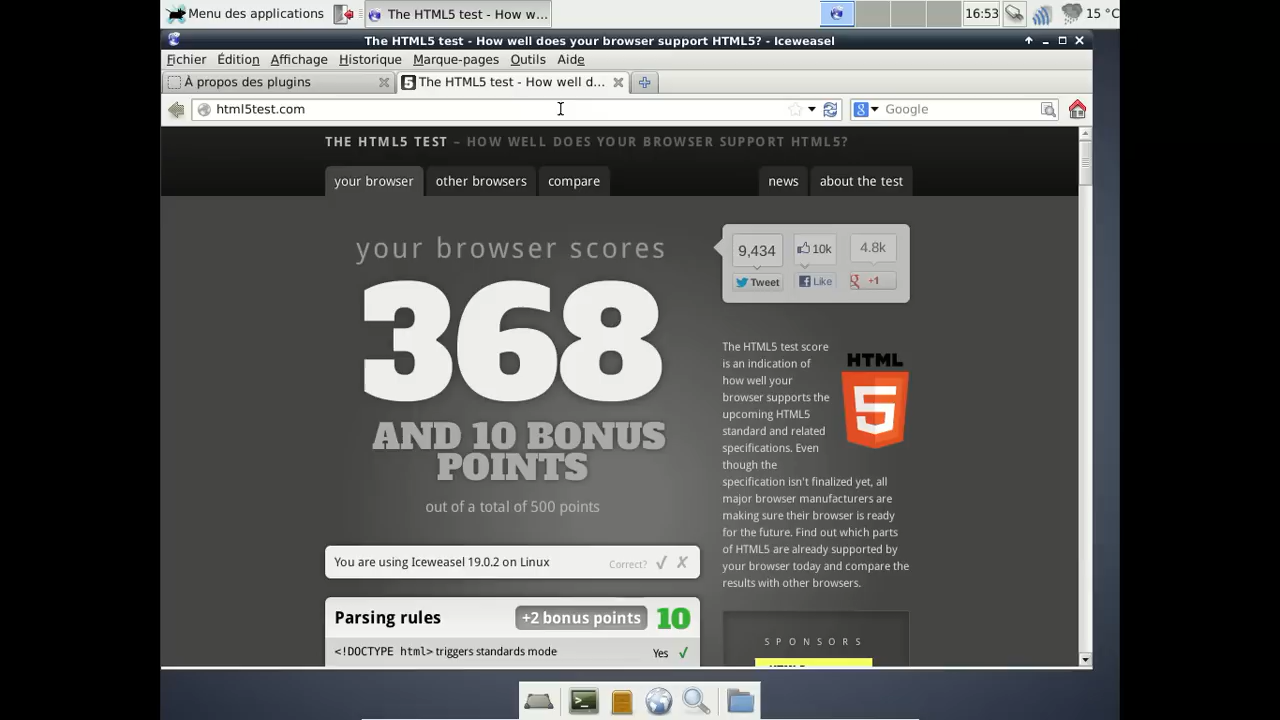 Menu des applications
The HTML5 test - How w...
16:53
15 °C
The HTML5 test - How well does your browser support HTML5? - Iceweasel
Fichier Édition Affichage Historique Marque-pages Outils Aide
À propos des plugins
The HTML5 test - How well d...
html5test.com
Google
THE HTML5 TEST – HOW WELL DOES YOUR BROWSER SUPPORT HTML5?
your browser other browsers compare news about the test
your browser scores
368
AND 10 BONUS
POINTS
out of a total of 500 points
9,434 10k 4.8k
Tweet Like +1
The HTML5 test score
is an indication of
how well your
browser supports the
upcoming HTML5
standard and related
specifications. Even
though the
specification isn't finalized yet, all
major browser manufacturers are
making sure their browser is ready
for the future. Find out which parts
of HTML5 are already supported by
your browser today and compare the
results with other browsers.
HTML
5
You are using Iceweasel 19.0.2 on Linux Correct? ✓ ✗
Parsing rules +2 bonus points 10
<!DOCTYPE html> triggers standards mode Yes ✓
SPONSORS